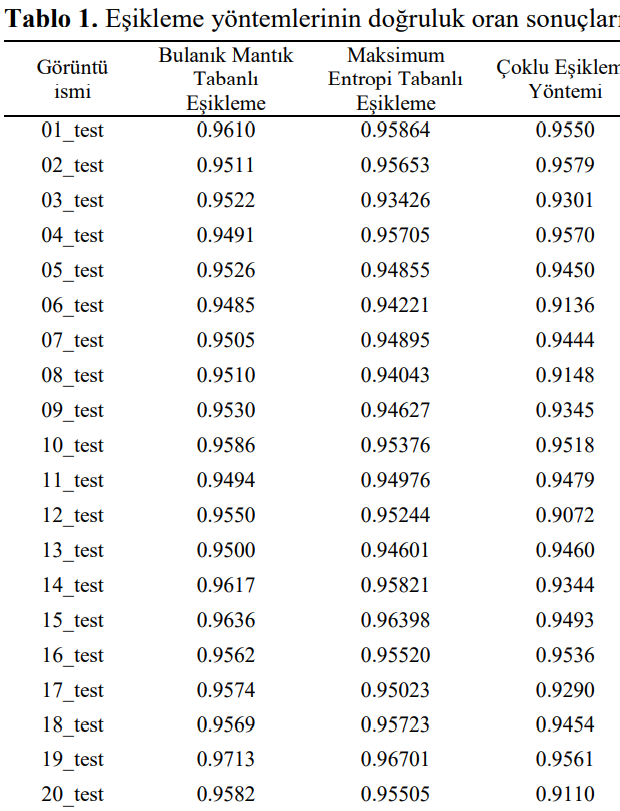 Tablo 1. Eşikleme yöntemlerinin doğruluk oran sonuçları
Görüntü ismi Bulanık Mantık Tabanlı Eşikleme Maksimum Entropi Tabanlı Eşikleme Çoklu Eşiklem Yöntemi
01_test 0.9610 0.95864 0.9550
02_test 0.9511 0.95653 0.9579
03_test 0.9522 0.93426 0.9301
04_test 0.9491 0.95705 0.9570
05_test 0.9526 0.94855 0.9450
06_test 0.9485 0.94221 0.9136
07_test 0.9505 0.94895 0.9444
08_test 0.9510 0.94043 0.9148
09_test 0.9530 0.94627 0.9345
10_test 0.9586 0.95376 0.9518
11_test 0.9494 0.94976 0.9479
12_test 0.9550 0.95244 0.9072
13_test 0.9500 0.94601 0.9460
14_test 0.9617 0.95821 0.9344
15_test 0.9636 0.96398 0.9493
16_test 0.9562 0.95520 0.9536
17_test 0.9574 0.95023 0.9290
18_test 0.9569 0.95723 0.9454
19_test 0.9713 0.96701 0.9561
20_test 0.9582 0.95505 0.9110